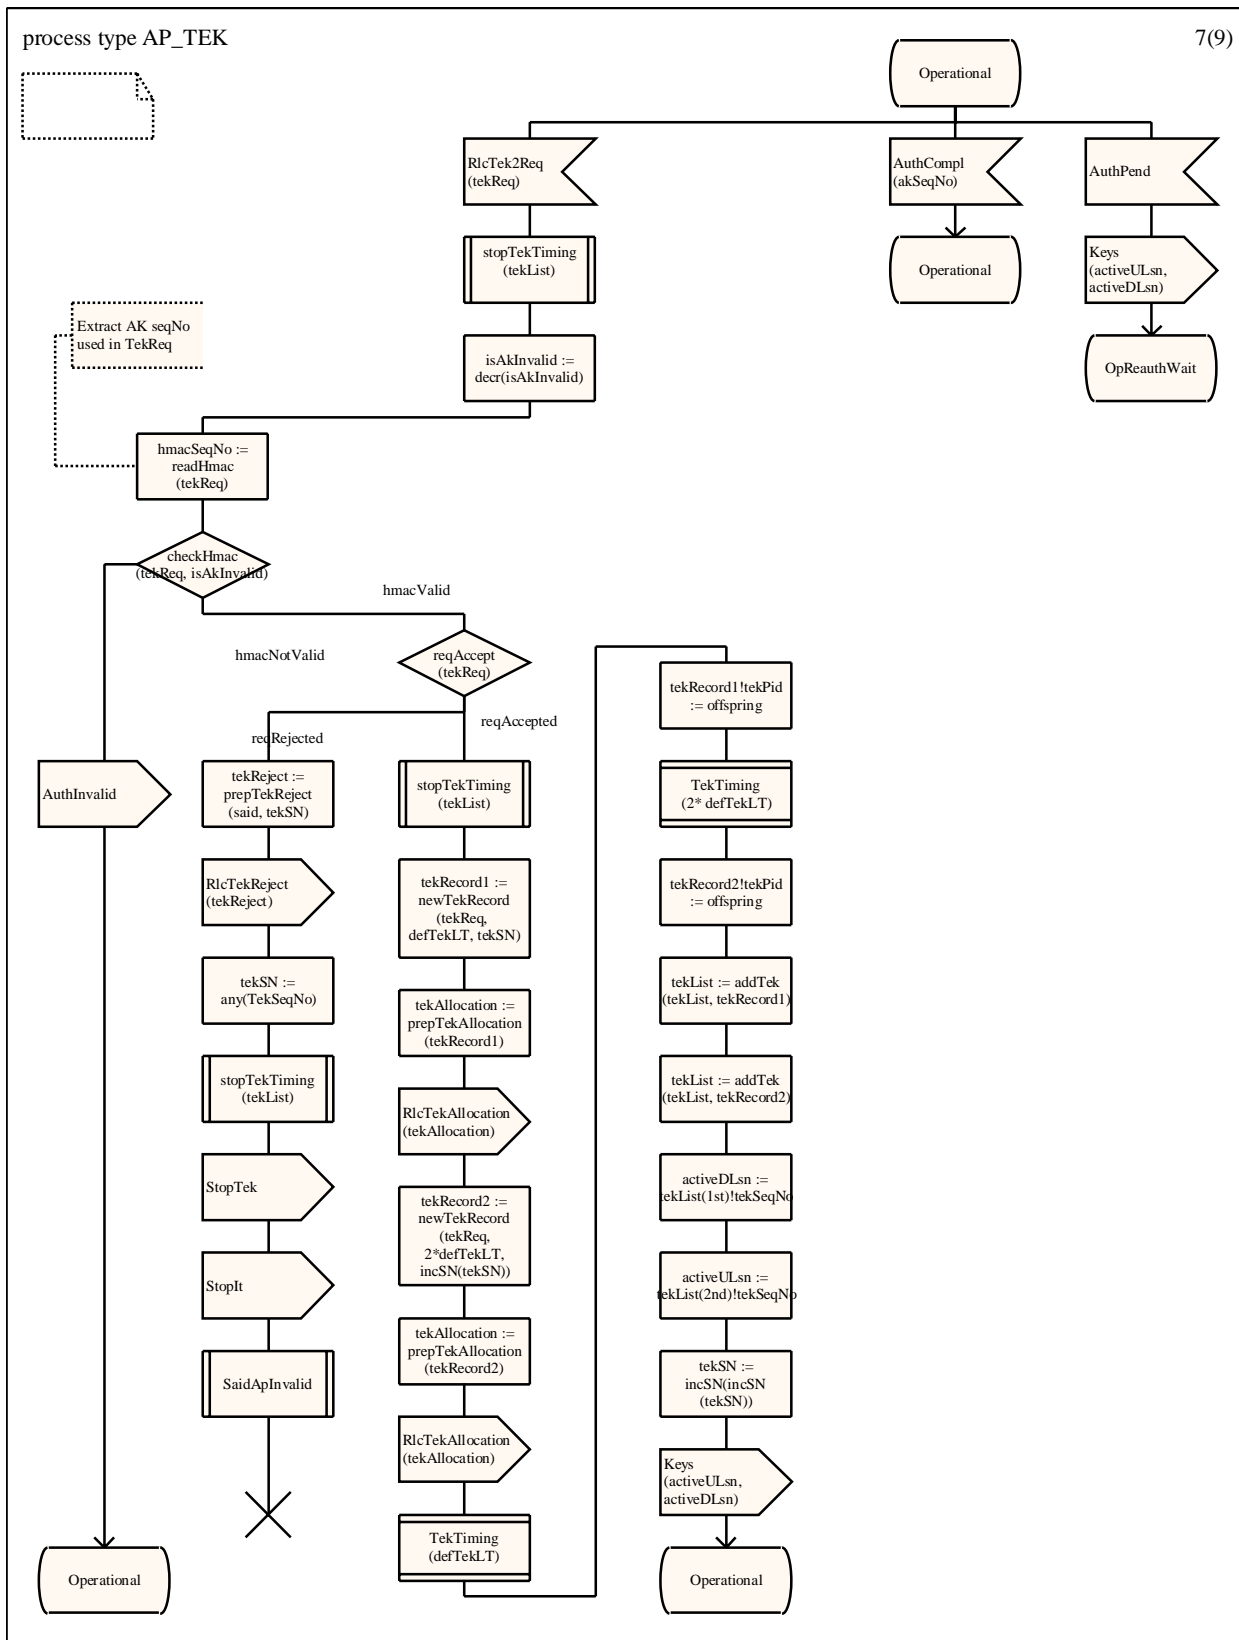 process type AP_TEK
7(9)
Operational
RlcTek2Req
(tekReq)
AuthCompl
(akSeqNo)
AuthPend
stopTekTiming
(tekList)
Operational
Keys
(activeULsn,
activeDLsn)
Extract AK seqNo
used in TekReq
isAkInvalid :=
decr(isAkInvalid)
OpReauthWait
hmacSeqNo :=
readHmac
(tekReq)
checkHmac
(tekReq, isAkInvalid)
hmacValid
hmacNotValid
reqAccept
(tekReq)
reqRejected
reqAccepted
AuthInvalid
tekReject :=
prepTekReject
(said, tekSN)
RlcTekReject
(tekReject)
tekSN :=
any(TekSeqNo)
stopTekTiming
(tekList)
StopTek
StopIt
SaidApInvalid
Operational
stopTekTiming
(tekList)
tekRecord1 :=
newTekRecord
(tekReq,
defTekLT, tekSN)
tekAllocation :=
prepTekAllocation
(tekRecord1)
RlcTekAllocation
(tekAllocation)
tekRecord2 :=
newTekRecord
(tekReq,
2*defTekLT,
incSN(tekSN))
tekAllocation :=
prepTekAllocation
(tekRecord2)
RlcTekAllocation
(tekAllocation)
TekTiming
(defTekLT)
tekRecord1!tekPid
:= offspring
TekTiming
(2* defTekLT)
tekRecord2!tekPid
:= offspring
tekList := addTek
(tekList, tekRecord1)
tekList := addTek
(tekList, tekRecord2)
activeDLsn :=
tekList(1st)!tekSeqNo
activeULsn :=
tekList(2nd)!tekSeqNo
tekSN :=
incSN(incSN
(tekSN))
Keys
(activeULsn,
activeDLsn)
Operational